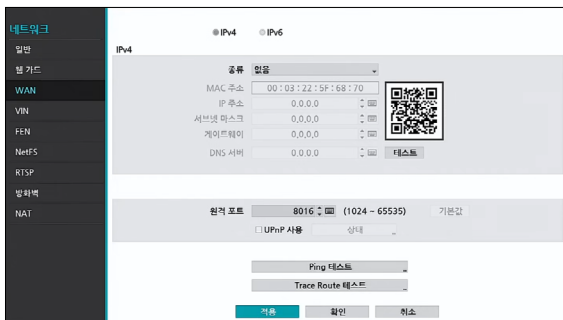 네트워크
일반
웹 가드
WAN
VIN
FEN
NetFS
RTSP
방화벽
NAT
IPv4 IPv6
IPv4
종류 없음
MAC 주소 00 : 03 : 22 : 5F : 68 : 70
IP 주소 0.0.0.0
서브넷 마스크 0.0.0.0
게이트웨이 0.0.0.0
DNS 서버 0.0.0.0 테스트
원격 포트 8016 (1024 - 65535) 기본값
UPnP 사용 상태
Ping 테스트
Trace Route 테스트
적용 확인 취소